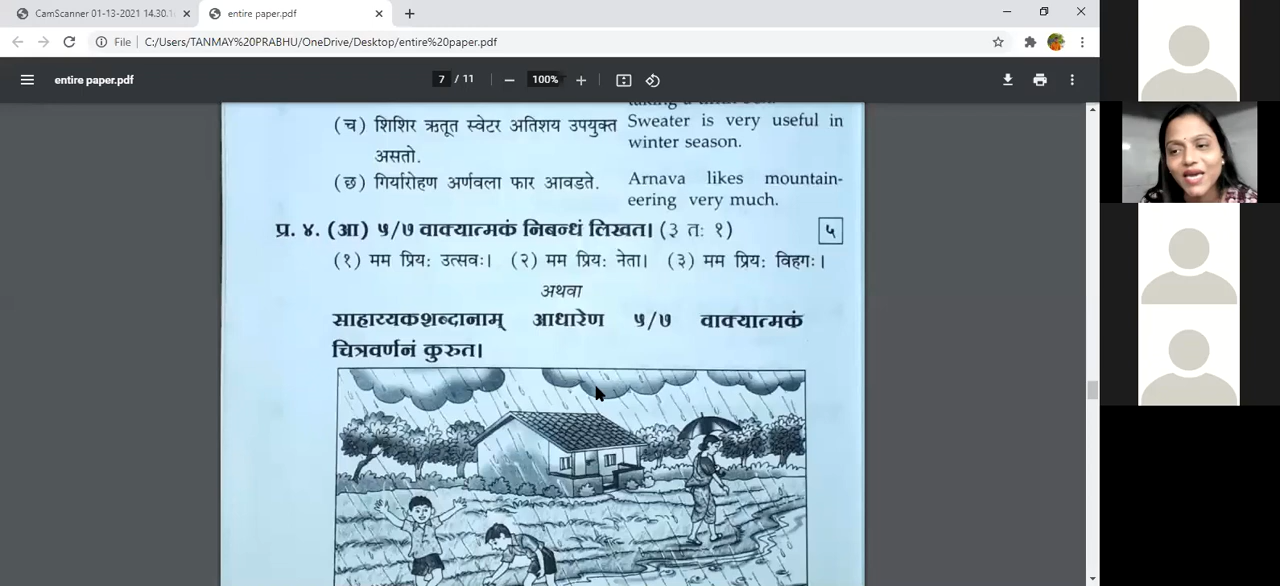 CamScanner 01-13-2021 14.30.1
entire paper.pdf
File
C:/Users/TANMAY%20PRABHU/OneDrive/Desktop/entire%20paper.pdf
entire paper.pdf
7 / 11
100%
(च) शिशिर ऋतूत स्वेटर अतिशय उपयुक्त
असतो.
Sweater is very useful in
winter season.
(छ) गिर्यारोहण अर्णवला फार आवडते.
Arnava likes mountain-
eering very much.
प्र. ४. (आ) ५/७ वाक्यात्मकं निबन्धं लिखत। (३ तः १)
५
(१) मम प्रियः उत्सवः। (२) मम प्रियः नेता। (३) मम प्रियः विहगः।
अथवा
साहाय्यकशब्दानाम् आधारेण ५/७ वाक्यात्मकं
चित्रवर्णनं कुरुत।